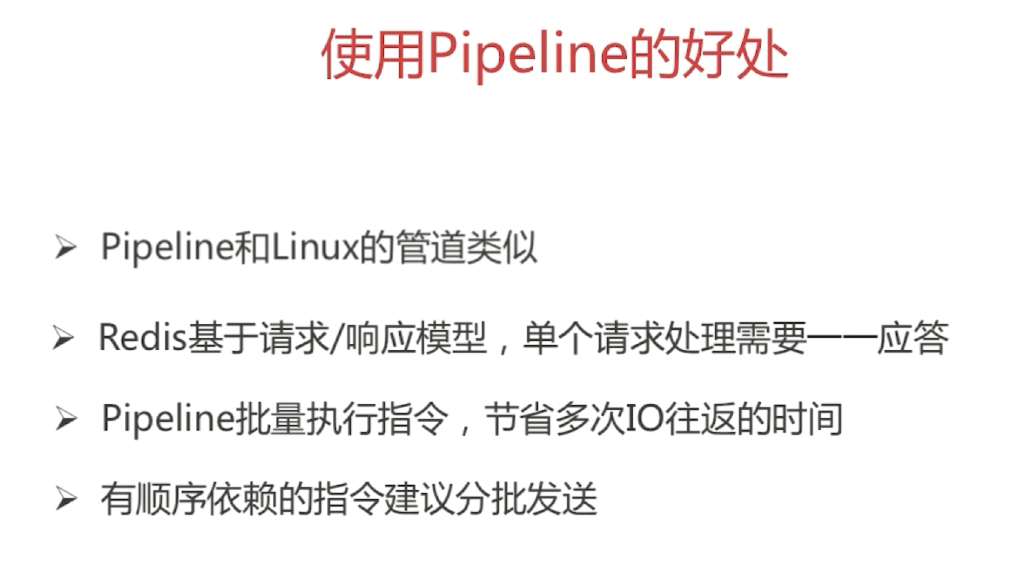 使用Pipeline的好处
Pipeline和Linux的管道类似
Redis基于请求/响应模型，单个请求处理需要一一应答
Pipeline批量执行指令，节省多次IO往返的时间
有顺序依赖的指令建议分批发送